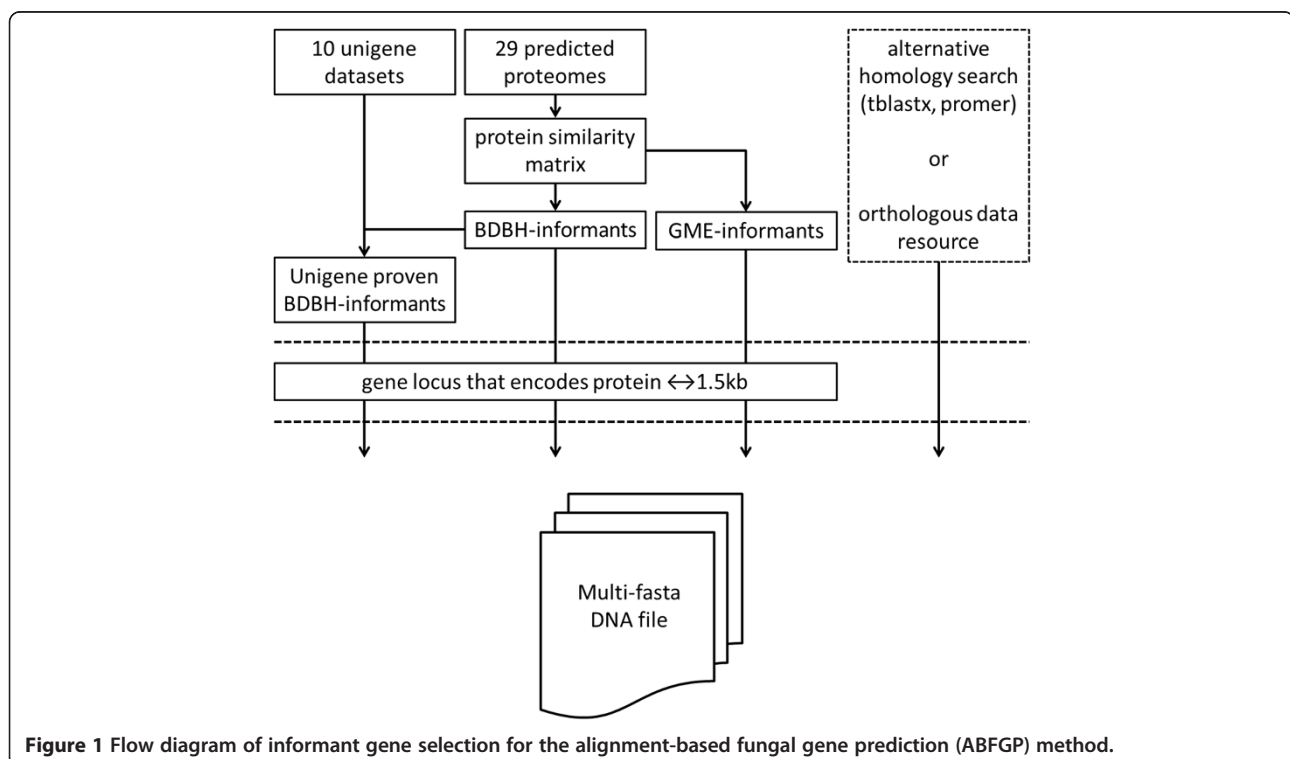 10 unigene
datasets
29 predicted
proteomes
alternative
homology search
(tblastx, promer)
or
orthologous data
resource
protein similarity
matrix
BDBH-informants
GME-informants
Unigene proven
BDBH-informants
gene locus that encodes protein ↔1.5kb
Multi-fasta
DNA file
Figure 1 Flow diagram of informant gene selection for the alignment-based fungal gene prediction (ABFGP) method.